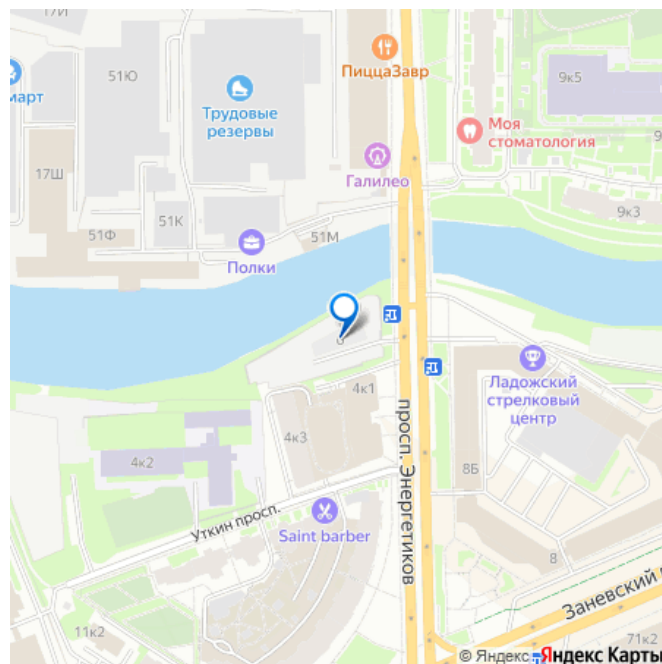 17И
51Ю
ПиццаЗавр
9к5
март
Трудовые
резервы
Моя
стоматология
17Ш
Галилео
51К
9к3
51Ф
51М
Полки
Ладожский
стрелковый
центр
4к1
просп. Энергетиков
4к3
4к2
8Б
Уткин просп.
Saint barber
8
Заневский
11к2
71к2
© Яндекс
Яндекс Карты